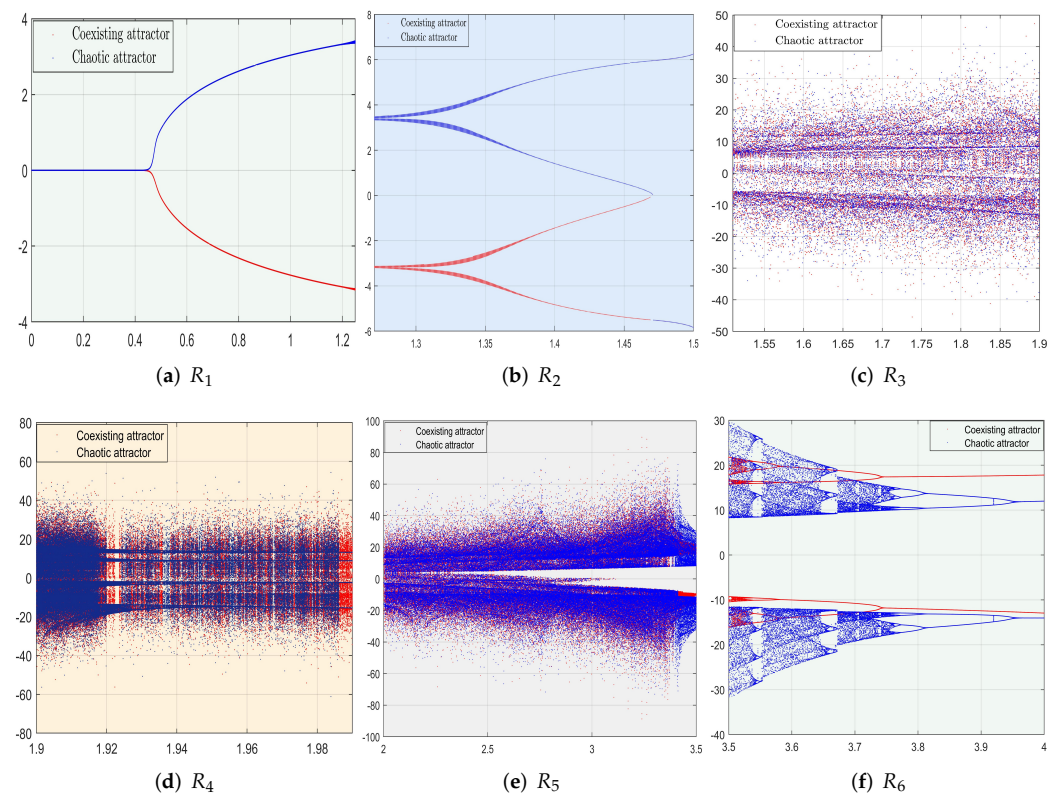 Coexisting attractor
Chaotic attractor
4
2
0
-2
-4
0 0.2 0.4 0.6 0.8 1 1.2
(a) R1
Coexisting attractor
Chaotic attractor
8
6
4
2
0
-2
-4
-6
1.3 1.35 1.4 1.45 1.5
(b) R2
Coexisting attractor
Chaotic attractor
50
40
30
20
10
0
-10
-20
-30
-40
-50
1.55 1.6 1.65 1.7 1.75 1.8 1.85 1.9
(c) R3
Coexisting attractor
Chaotic attractor
80
60
40
20
0
-20
-40
-60
-80
1.9 1.92 1.94 1.96 1.98
(d) R4
Coexisting attractor
Chaotic attractor
100
80
60
40
20
0
-20
-40
-60
-80
-100
2 2.5 3 3.5
(e) R5
Coexisting attractor
Chaotic attractor
30
20
10
0
-10
-20
-30
-40
3.5 3.6 3.7 3.8 3.9 4
(f) R6